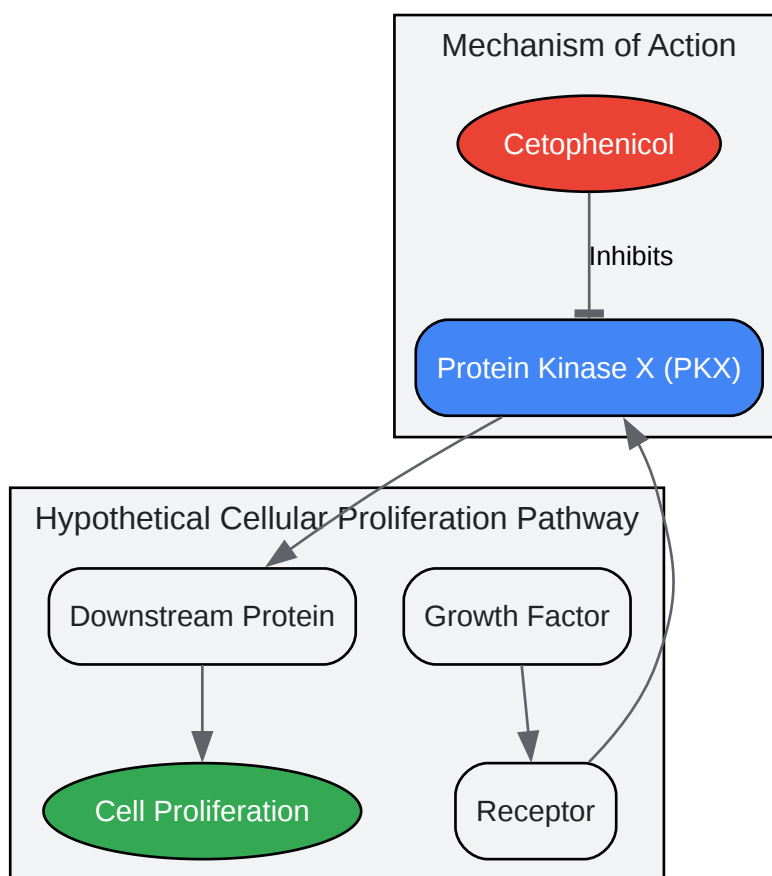 Mechanism of Action
Cetophenicol
Inhibits
Protein Kinase X (PKX)
Hypothetical Cellular Proliferation Pathway
Downstream Protein
Growth Factor
Cell Proliferation
Receptor